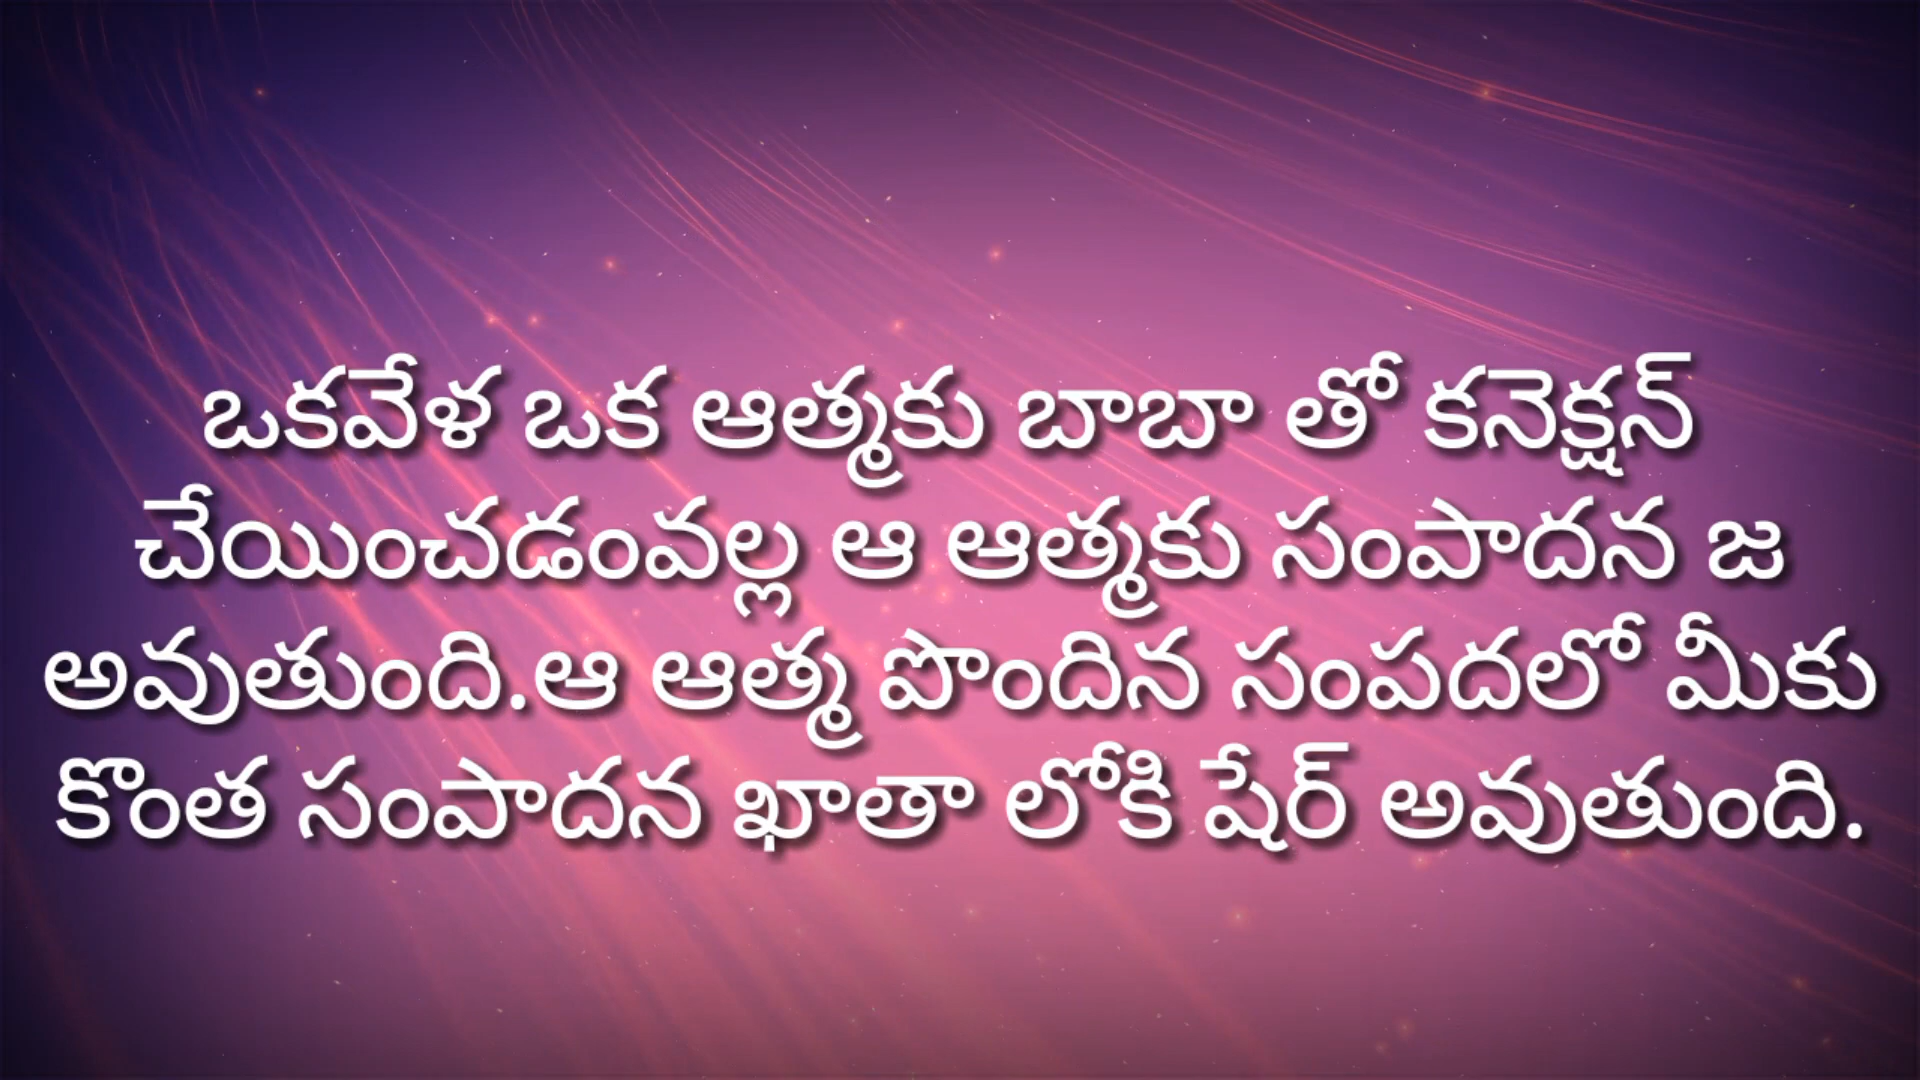 ఒకవేళ ఒక ఆత్మకు బాబా తో కనెక్షన్
చేయించడంవల్ల ఆ ఆత్మకు సంపాదన జ
అవుతుంది.ఆ ఆత్మ పొందిన సంపదలో మీకు
కొంత సంపాదన ఖాతా లోకి షేర్ అవుతుంది.